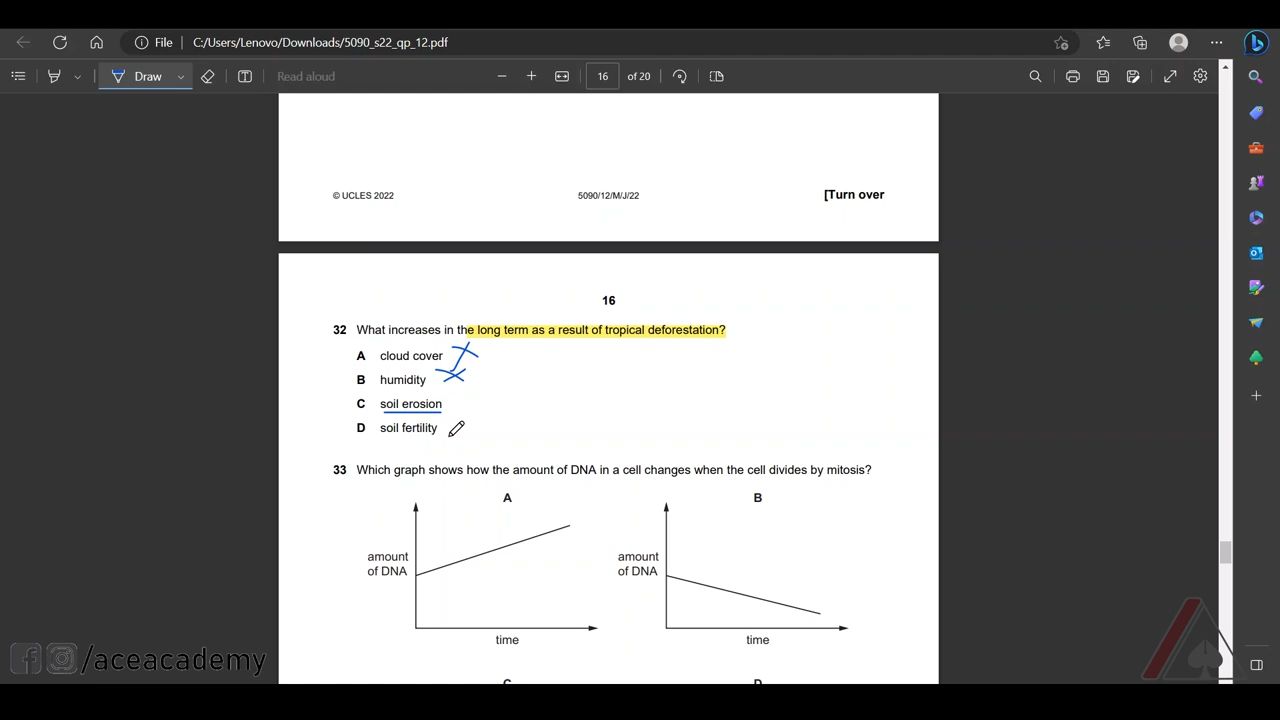 File
C:/Users/Lenovo/Downloads/5090_s22_qp_12.pdf
Draw
Read aloud
16 of 20
© UCLES 2022
5090/12/M/J/22
[Turn over
16
32 What increases in the long term as a result of tropical deforestation?
A cloud cover
B humidity
C soil erosion
D soil fertility
33 Which graph shows how the amount of DNA in a cell changes when the cell divides by mitosis?
A
B
amount
of DNA
time
amount
of DNA
time
C
D
/aceacademy